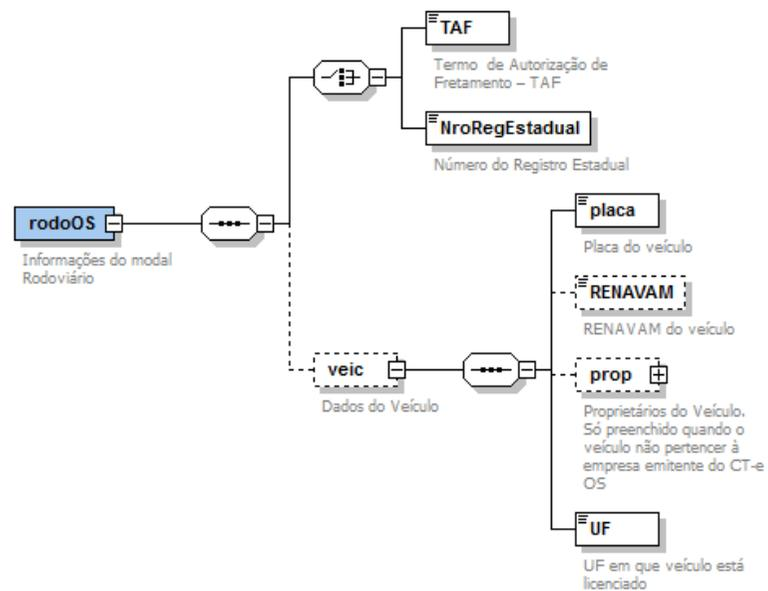 TAF
Termo de Autorização de
Fretamento – TAF
NroRegEstadual
Número do Registro Estadual
rodoOS
Informações do modal
Rodoviário
placa
Placa do veículo
RENAVAM
RENAVAM do veículo
veic
Dados do Veículo
prop
Proprietários do Veículo.
Só preenchido quando o
veículo não pertencer à
empresa emitente do CT-e
OS
UF
UF em que veículo está
licenciado